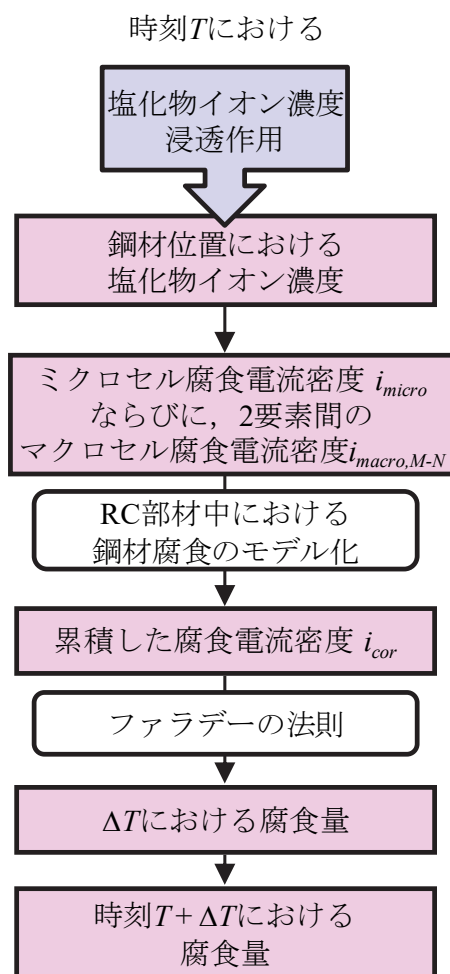 時刻Tにおける
塩化物イオン濃度
浸透作用
鋼材位置における
塩化物イオン濃度
ミクロセル腐食電流密度 i_micro
ならびに，2要素間の
マクロセル腐食電流密度i_macro,M-N
RC部材中における
鋼材腐食のモデル化
累積した腐食電流密度 i_cor
ファラデーの法則
ΔTにおける腐食量
時刻T+ΔTにおける
腐食量